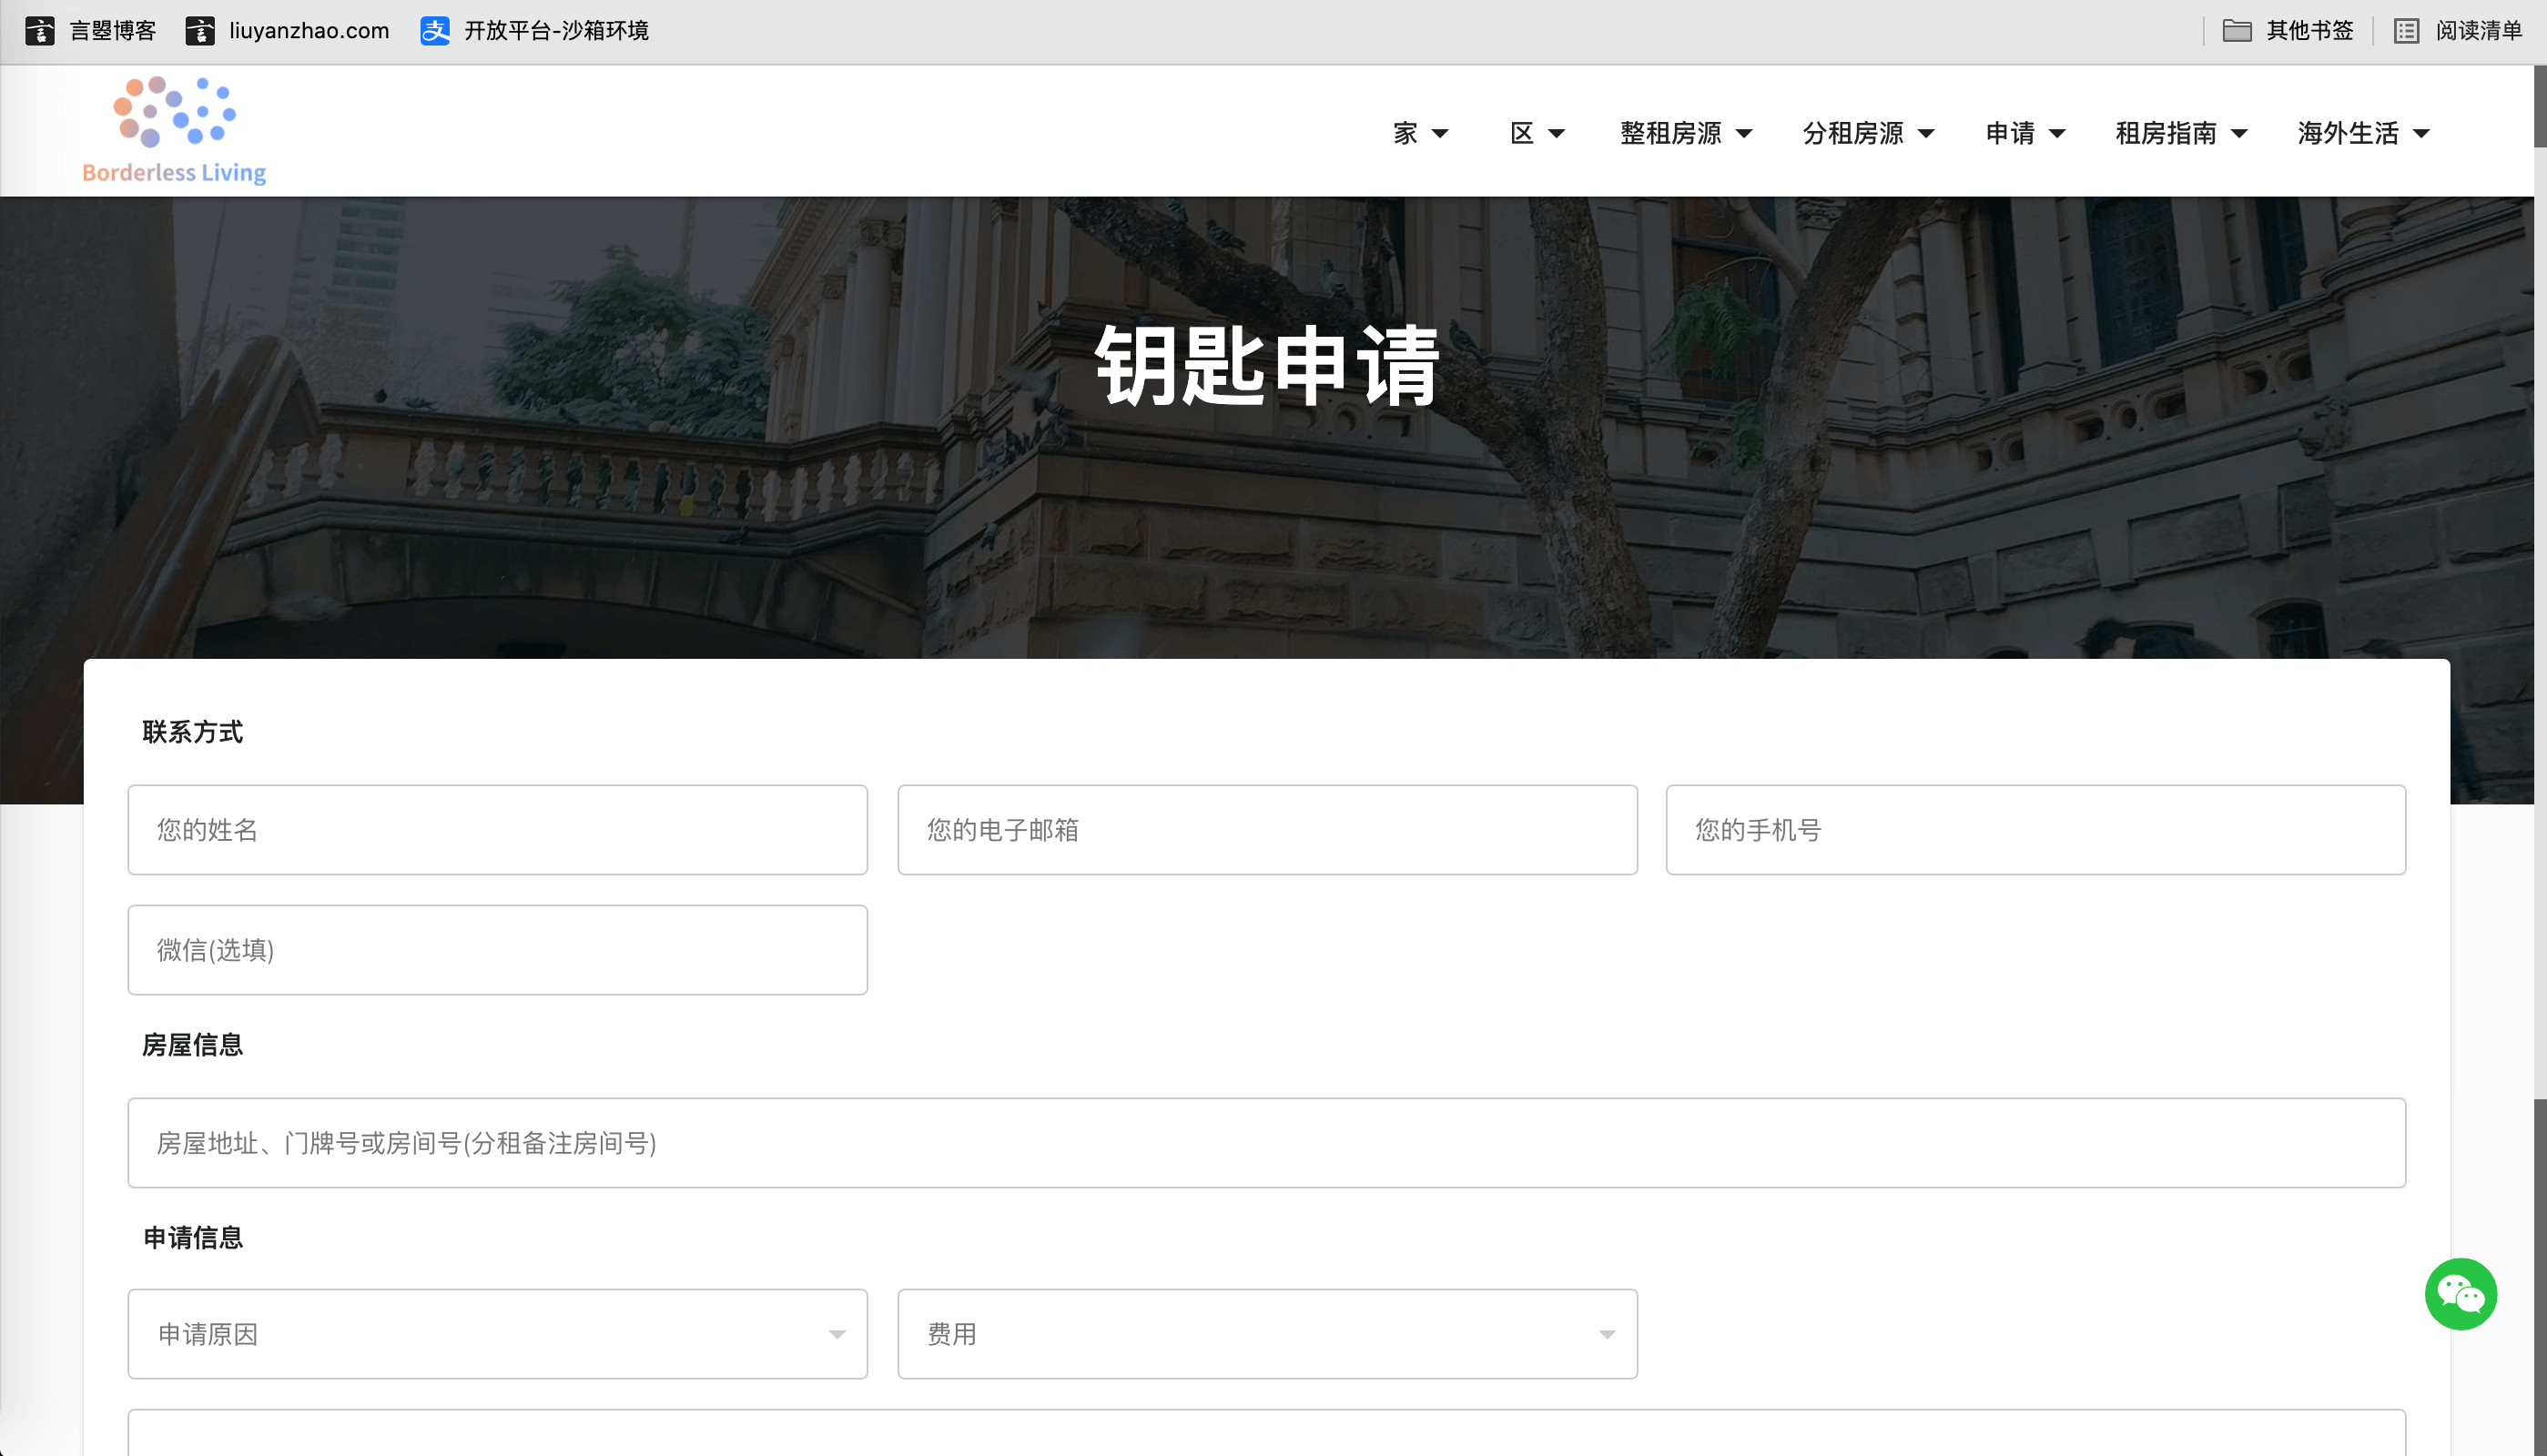 言曌博客 liuyanzhao.com 开放平台-沙箱环境 其他书签 阅读清单
Borderless Living
家 区 整租房源 分租房源 申请 租房指南 海外生活
钥匙申请
联系方式
您的姓名 您的电子邮箱 您的手机号
微信(选填)
房屋信息
房屋地址、门牌号或房间号(分租备注房间号)
申请信息
申请原因 费用